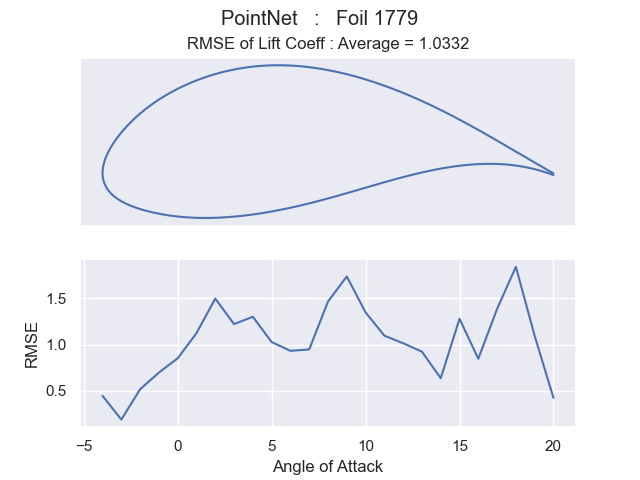 PointNet : Foil 1779
RMSE of Lift Coeff : Average = 1.0332
1.5
1.0
0.5
RMSE
−5 0 5 10 15 20
Angle of Attack